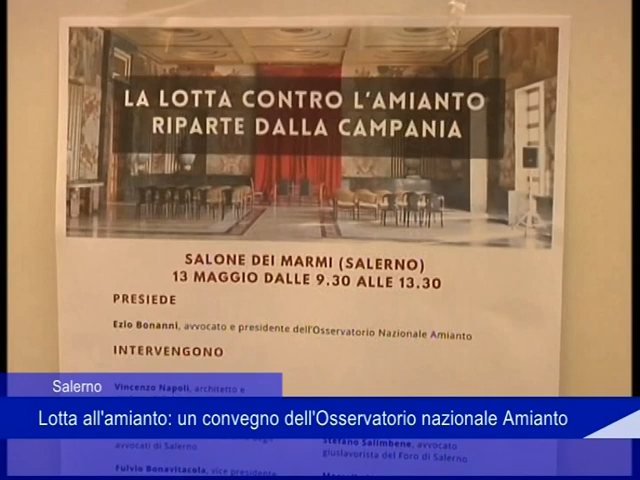 LA LOTTA CONTRO L'AMIANTO
RIPARTE DALLA CAMPANIA
SALONE DEI MARMI (SALERNO)
13 MAGGIO DALLE 9.30 ALLE 13.30
PRESIEDE
Ezio Bonanni, avvocato e presidente dell'Osservatorio Nazionale Amianto
INTERVENGONO
Vincenzo Napoli, architetto e
Salerno
Lotta all'amianto: un convegno dell'Osservatorio nazionale Amianto
avvocati di Salerno
Fulvio Bonavitacola, vice presidente
Stefano Salimbene, avvocato
giuslavorista del Foro di Salerno